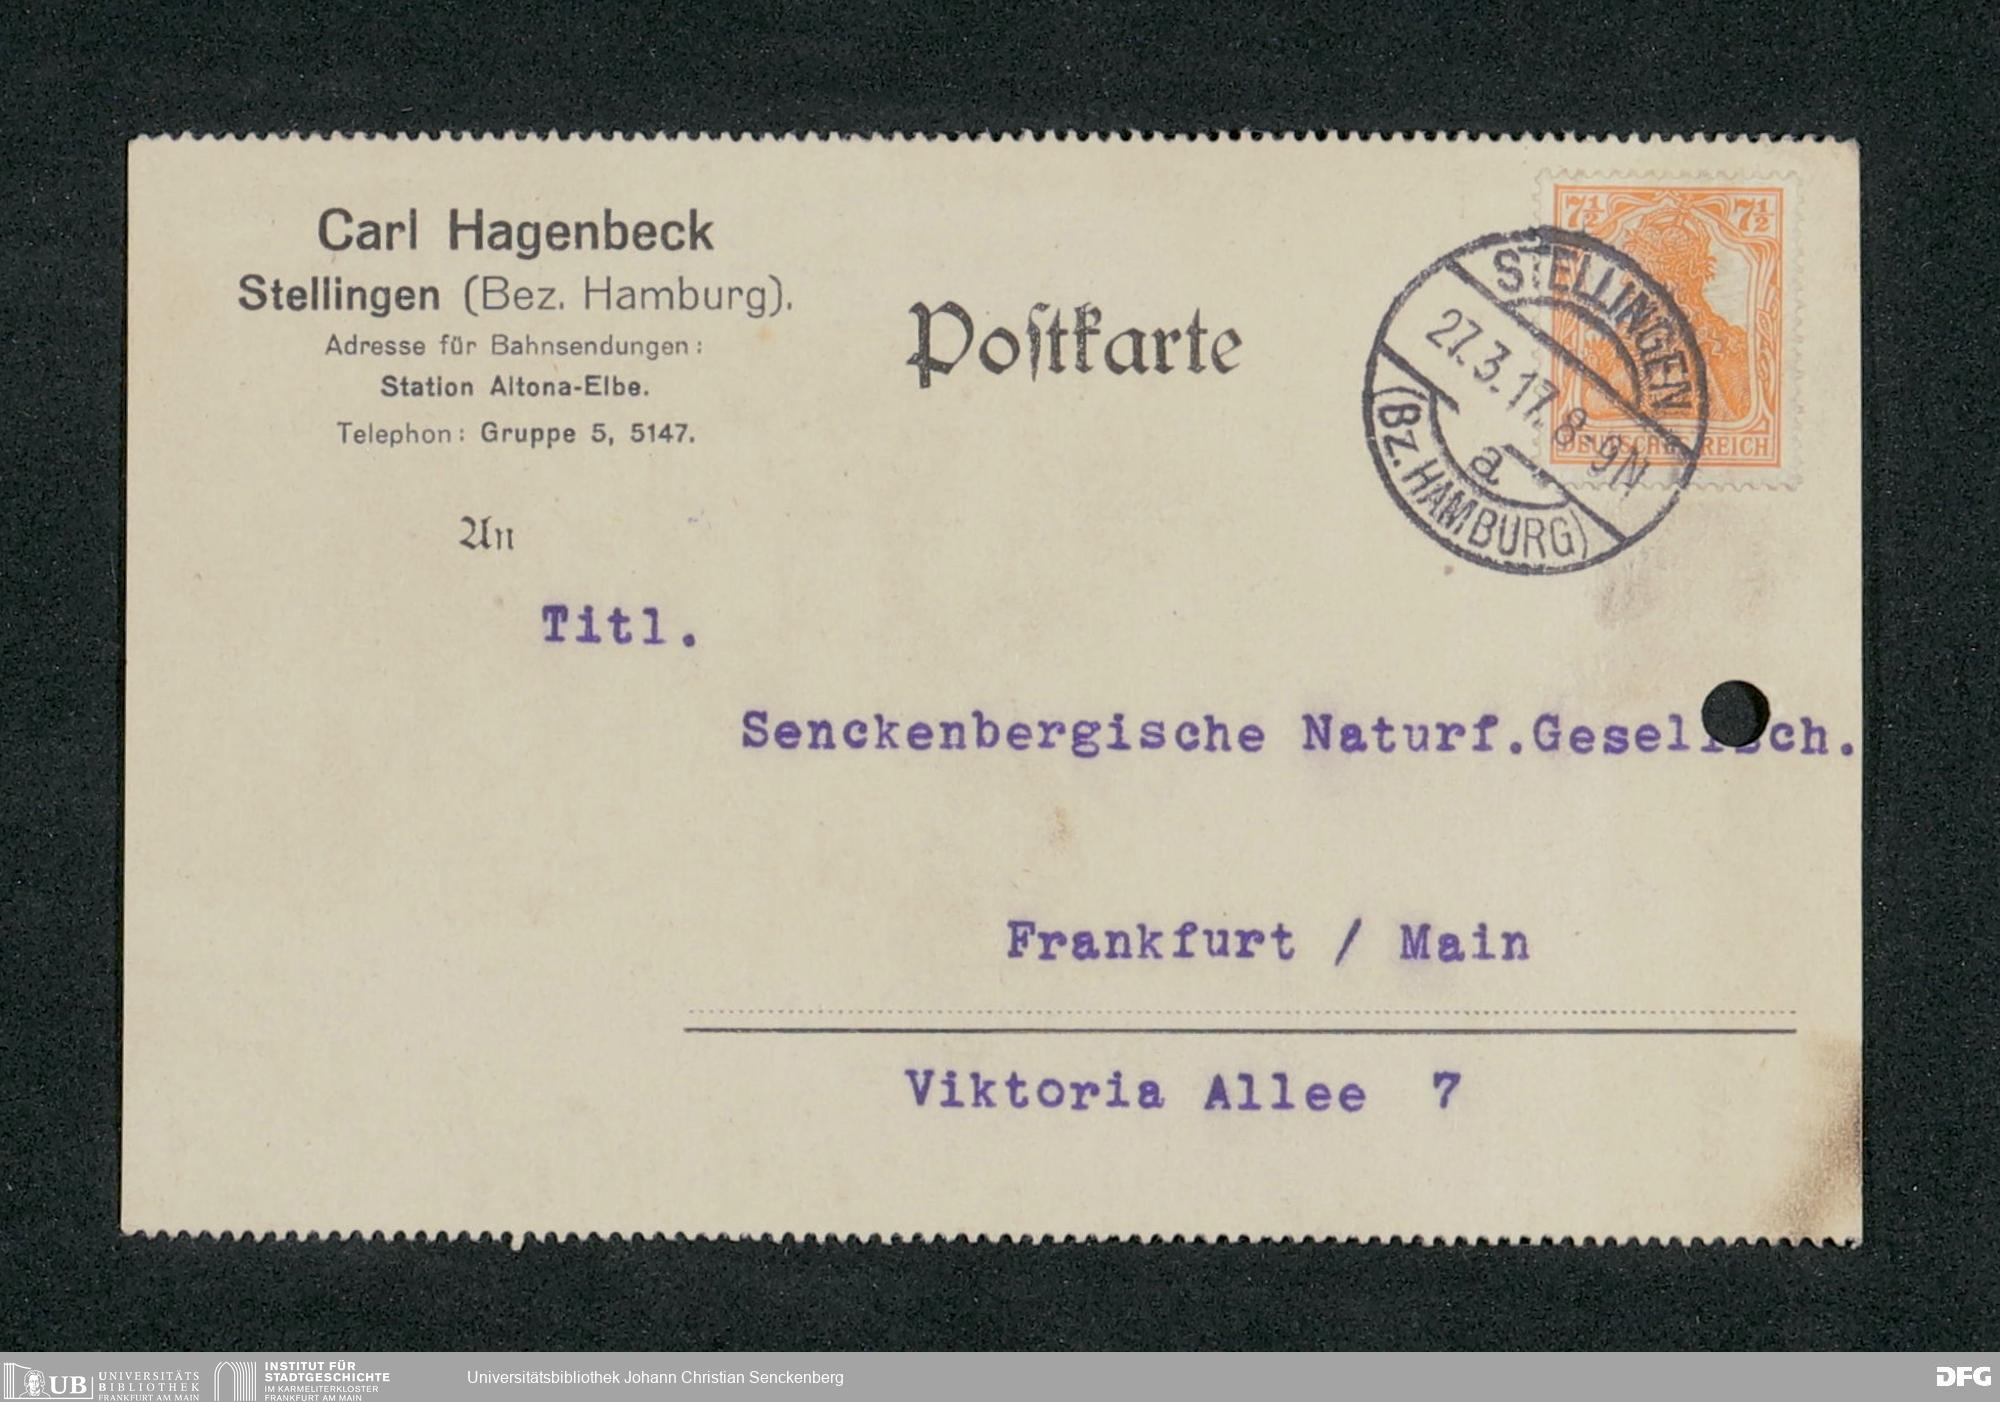 Carl Hagenbeck
Stellingen (Bez. Hamburg).
Adresse für Bahnsendungen:
Station Altona-Elbe.
Telephon: Gruppe 5, 5147.
Postkarte
7½ 7½
DEUTSCHES REICH
STELLINGEN
27.3.17. 8-9N
a
(Bz. HAMBURG)
An
Titl.
Senckenbergische Naturf.Gesellsch.
Frankfurt / Main
Viktoria Allee 7
UB UNIVERSITÄTS
BIBLIOTHEK
FRANKFURT AM MAIN
INSTITUT FÜR
STADTGESCHICHTE
IM KARMELITERKLOSTER
FRANKFURT AM MAIN
Universitätsbibliothek Johann Christian Senckenberg
DFG